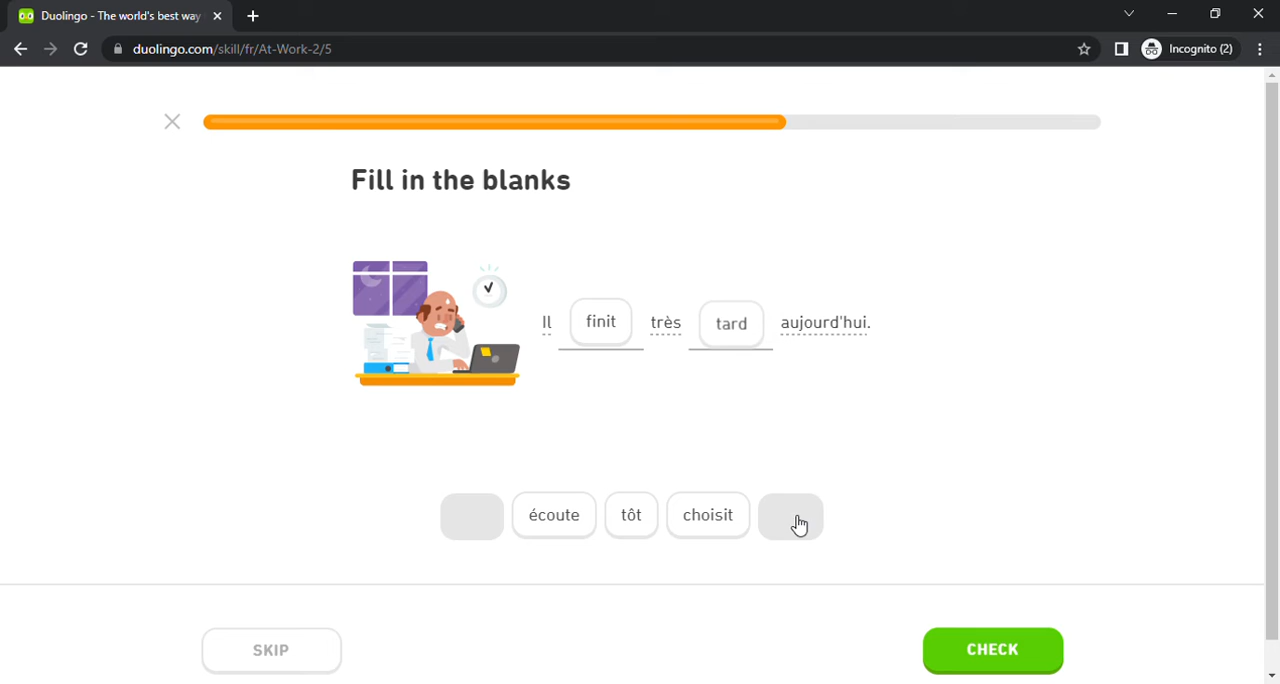 Duolingo - The world's best way
duolingo.com/skill/fr/At-Work-2/5
Incognito (2)
Fill in the blanks
Il finit très tard aujourd'hui.
écoute tôt choisit
SKIP
CHECK